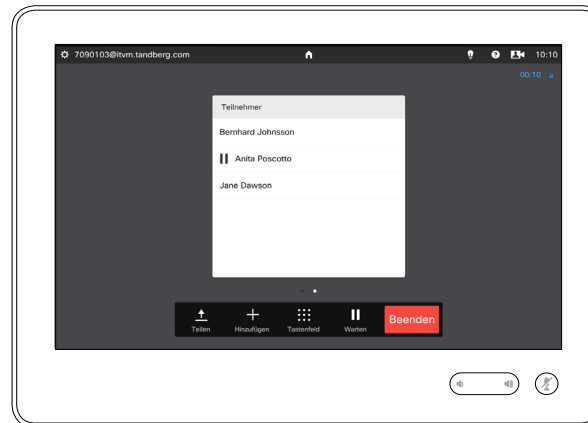 7090103@itvm.tandberg.com 10:10
00:10
Teilnehmer
Bernhard Johnsson
Anita Poscotto
Jane Dawson
Teilen Hinzufügen Tastenfeld Warten Beenden